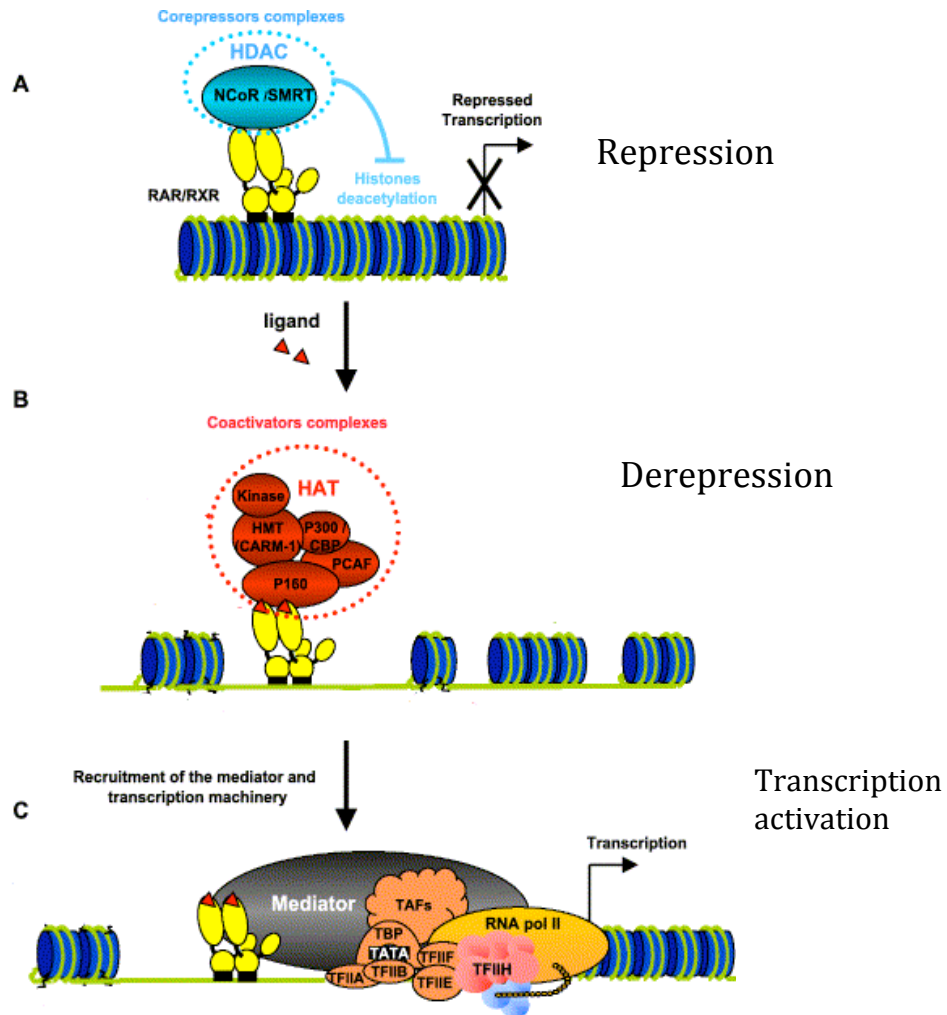 Corepressors complexes
HDAC
A
NCoR /SMRT
Repressed
Transcription
Repression
RAR/RXR
Histones
deacetylation
ligand
B
Coactivators complexes
Derepression
HAT
Kinase
HMT
(CARM-1)
P300 /
CBP
PCAF
P160
Recruitment of the mediator and
transcription machinery
Transcription
activation
C
Transcription
Mediator
TAFs
RNA pol II
TBP
TATA
TFIIF
TFIIH
TFIIA
TFIIB
TFIIE